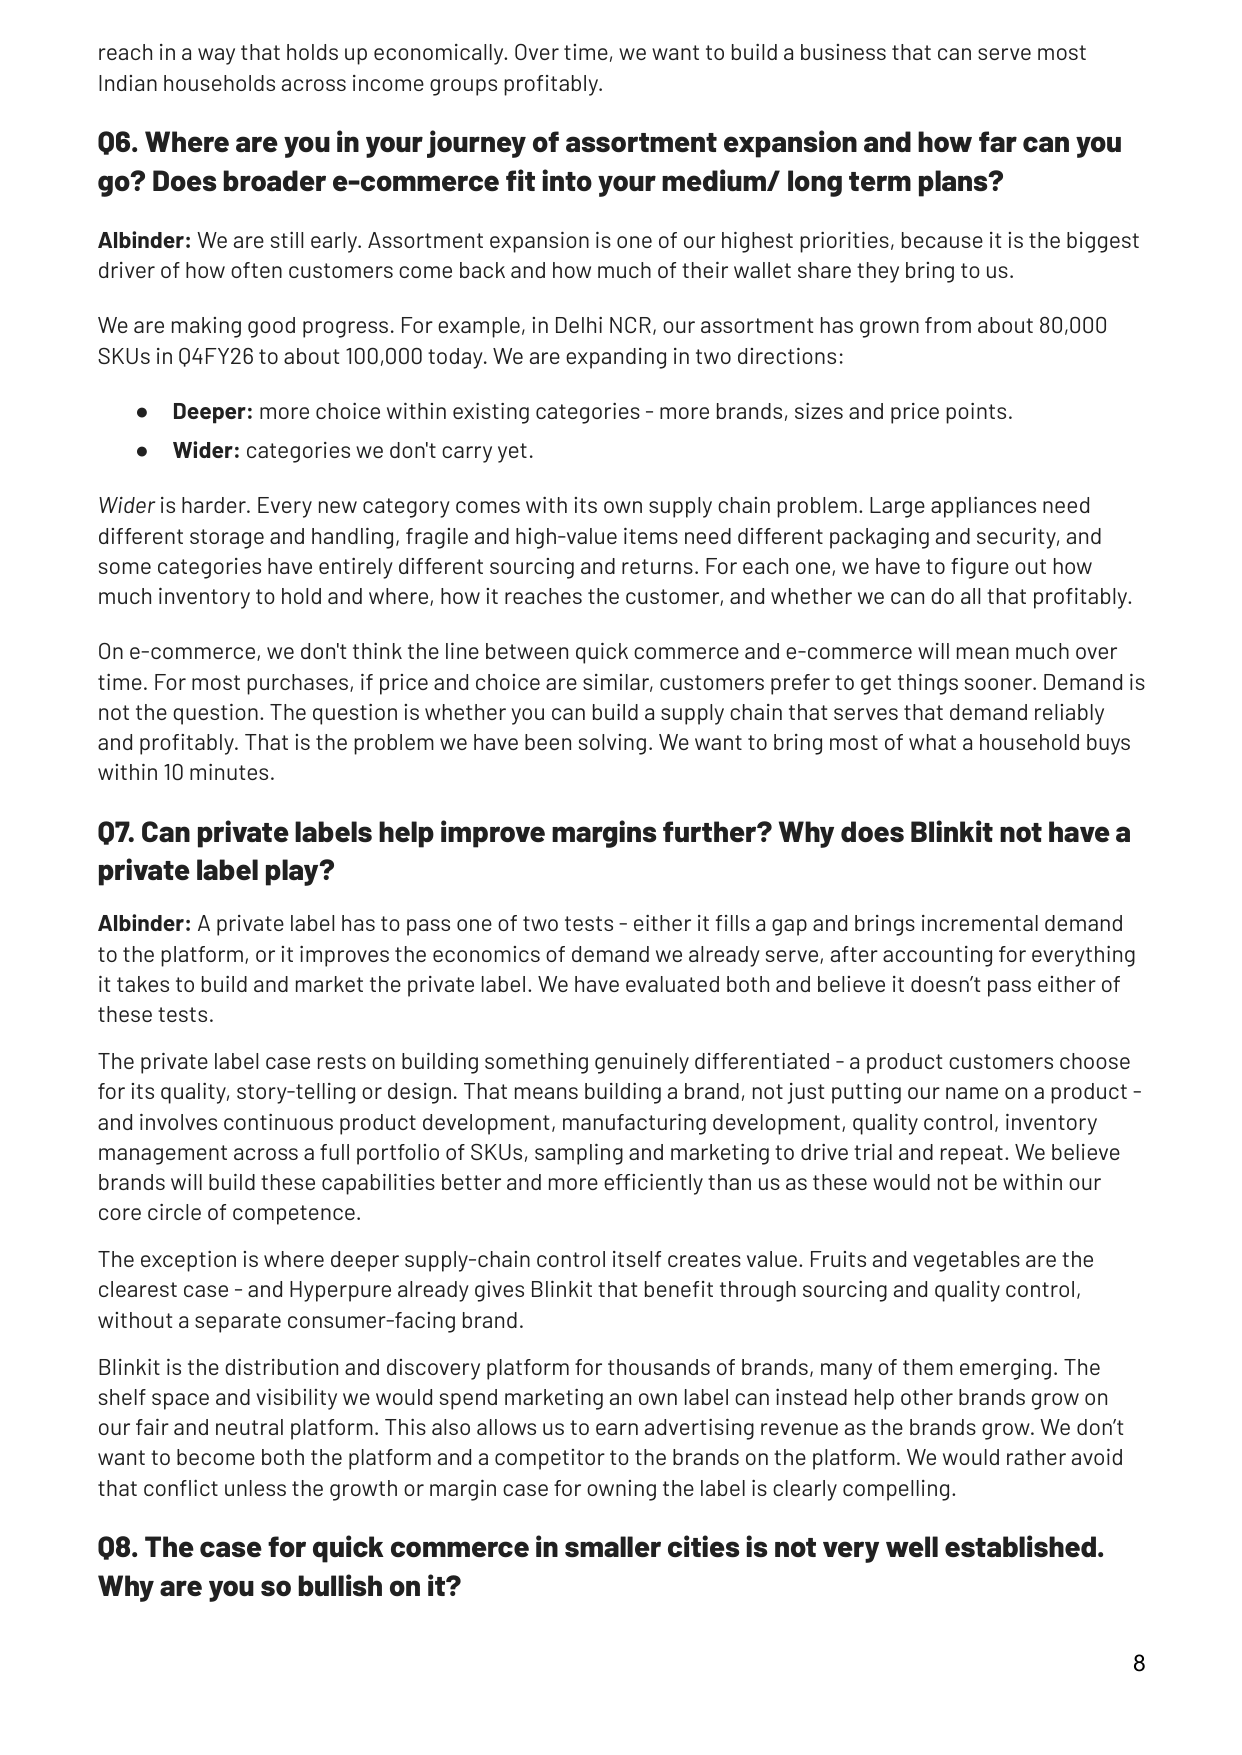 reach in a way that holds up economically. Over time, we want to build a business that can serve most
Indian households across income groups profitably.
Q6. Where are you in your journey of assortment expansion and how far can you
go? Does broader e-commerce fit into your medium/ long term plans?
Albinder: We are still early. Assortment expansion is one of our highest priorities, because it is the biggest
driver of how often customers come back and how much of their wallet share they bring to us.
We are making good progress. For example, in Delhi NCR, our assortment has grown from about 80,000
SKUs in Q4FY26 to about 100,000 today. We are expanding in two directions:
● Deeper: more choice within existing categories - more brands, sizes and price points.
● Wider: categories we don't carry yet.
Wider is harder. Every new category comes with its own supply chain problem. Large appliances need
different storage and handling, fragile and high-value items need different packaging and security, and
some categories have entirely different sourcing and returns. For each one, we have to figure out how
much inventory to hold and where, how it reaches the customer, and whether we can do all that profitably.
On e-commerce, we don't think the line between quick commerce and e-commerce will mean much over
time. For most purchases, if price and choice are similar, customers prefer to get things sooner. Demand is
not the question. The question is whether you can build a supply chain that serves that demand reliably
and profitably. That is the problem we have been solving. We want to bring most of what a household buys
within 10 minutes.
Q7. Can private labels help improve margins further? Why does Blinkit not have a
private label play?
Albinder: A private label has to pass one of two tests - either it fills a gap and brings incremental demand
to the platform, or it improves the economics of demand we already serve, after accounting for everything
it takes to build and market the private label. We have evaluated both and believe it doesn’t pass either of
these tests.
The private label case rests on building something genuinely differentiated - a product customers choose
for its quality, story-telling or design. That means building a brand, not just putting our name on a product -
and involves continuous product development, manufacturing development, quality control, inventory
management across a full portfolio of SKUs, sampling and marketing to drive trial and repeat. We believe
brands will build these capabilities better and more efficiently than us as these would not be within our
core circle of competence.
The exception is where deeper supply-chain control itself creates value. Fruits and vegetables are the
clearest case - and Hyperpure already gives Blinkit that benefit through sourcing and quality control,
without a separate consumer-facing brand.
Blinkit is the distribution and discovery platform for thousands of brands, many of them emerging. The
shelf space and visibility we would spend marketing an own label can instead help other brands grow on
our fair and neutral platform. This also allows us to earn advertising revenue as the brands grow. We don’t
want to become both the platform and a competitor to the brands on the platform. We would rather avoid
that conflict unless the growth or margin case for owning the label is clearly compelling.
Q8. The case for quick commerce in smaller cities is not very well established.
Why are you so bullish on it?
8